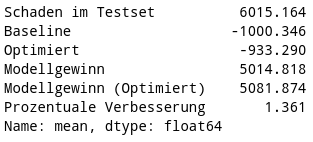 Schaden im Testset 6015.164
Baseline -1000.346
Optimiert -933.290
Modellgewinn 5014.818
Modellgewinn (Optimiert) 5081.874
Prozentuale Verbesserung 1.361
Name: mean, dtype: float64